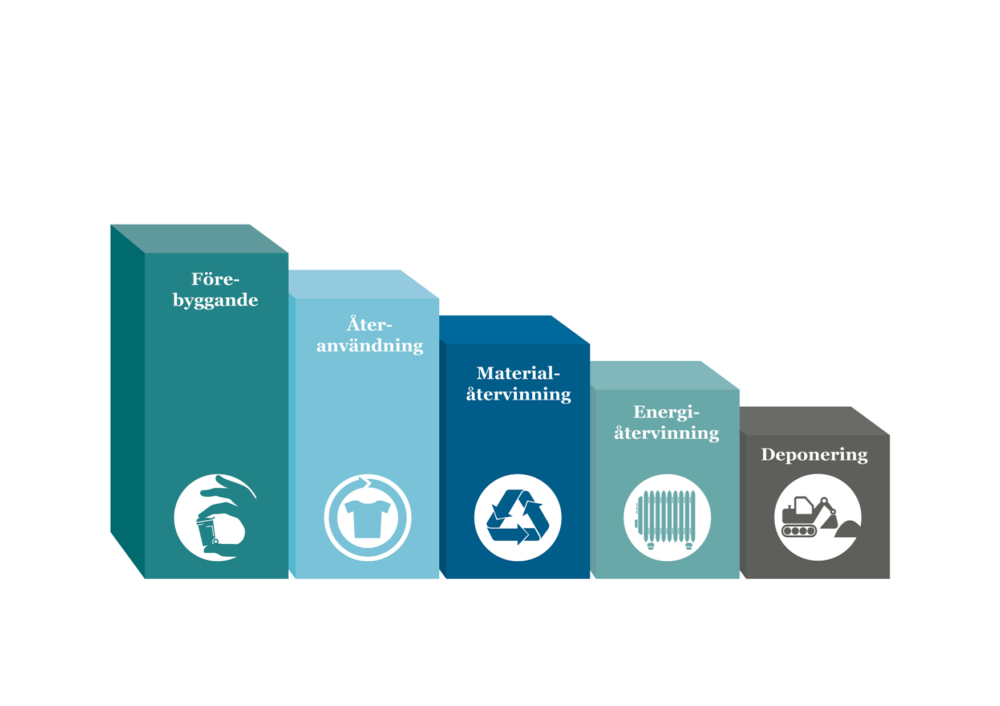 Före-
byggande
Åter-
användning
Material-
återvinning
Energi-
återvinning
Deponering